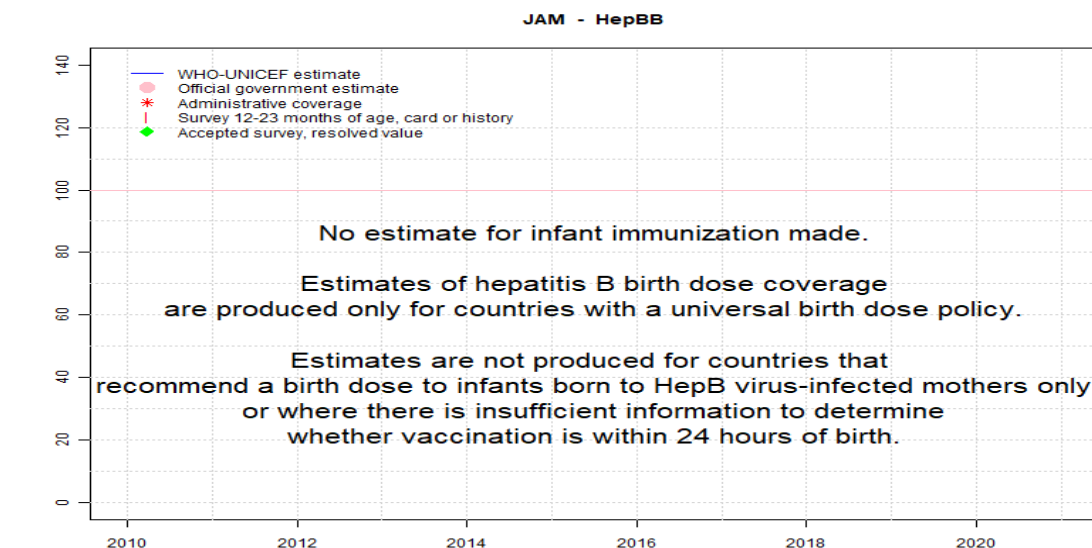 JAM - HepBB
WHO-UNICEF estimate
Official government estimate
Administrative coverage
Survey 12-23 months of age, card or history
Accepted survey, resolved value
140
120
100
80
60
40
20
0
No estimate for infant immunization made.
Estimates of hepatitis B birth dose coverage
are produced only for countries with a universal birth dose policy.
Estimates are not produced for countries that
recommend a birth dose to infants born to HepB virus-infected mothers only
or where there is insufficient information to determine
whether vaccination is within 24 hours of birth.
2010 2012 2014 2016 2018 2020